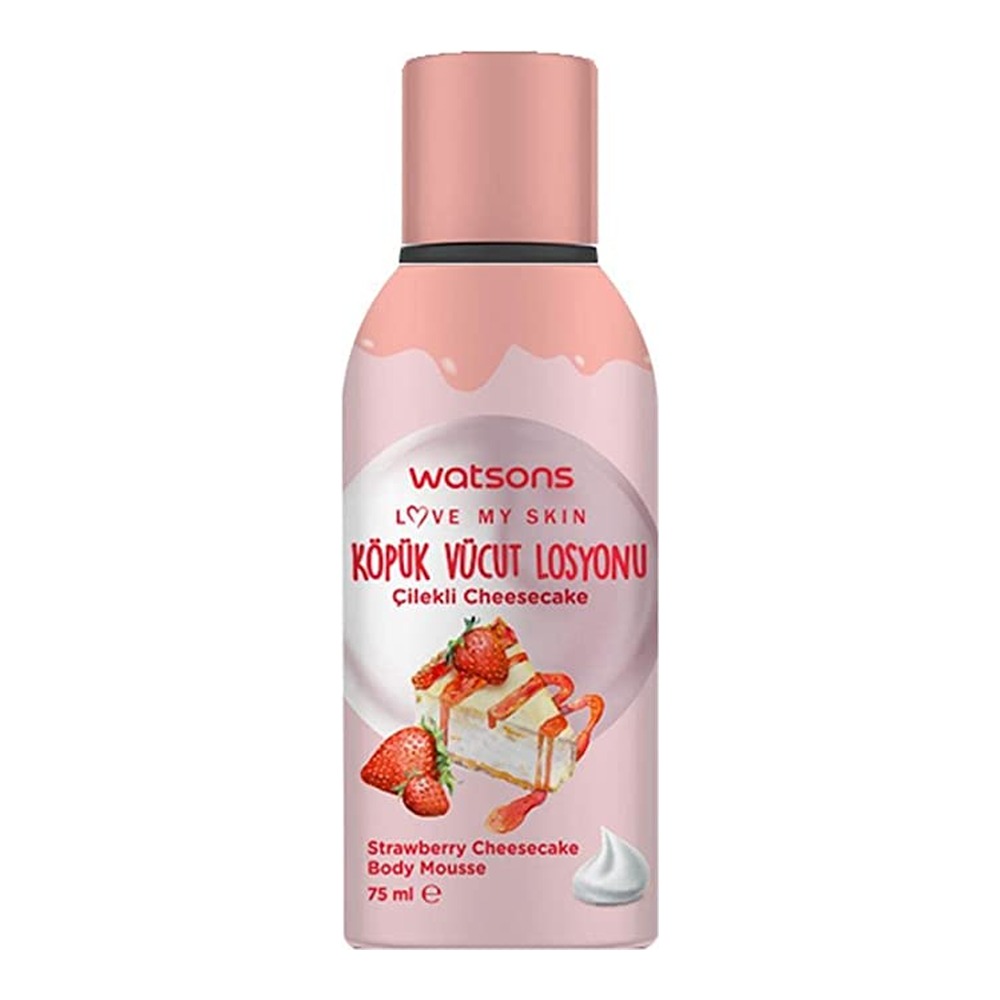 watsons
LOVE MY SKIN
KÖPÜK VÜCUT LOSYONU
Çilekli Cheesecake
Strawberry Cheesecake
Body Mousse
75 ml ℮